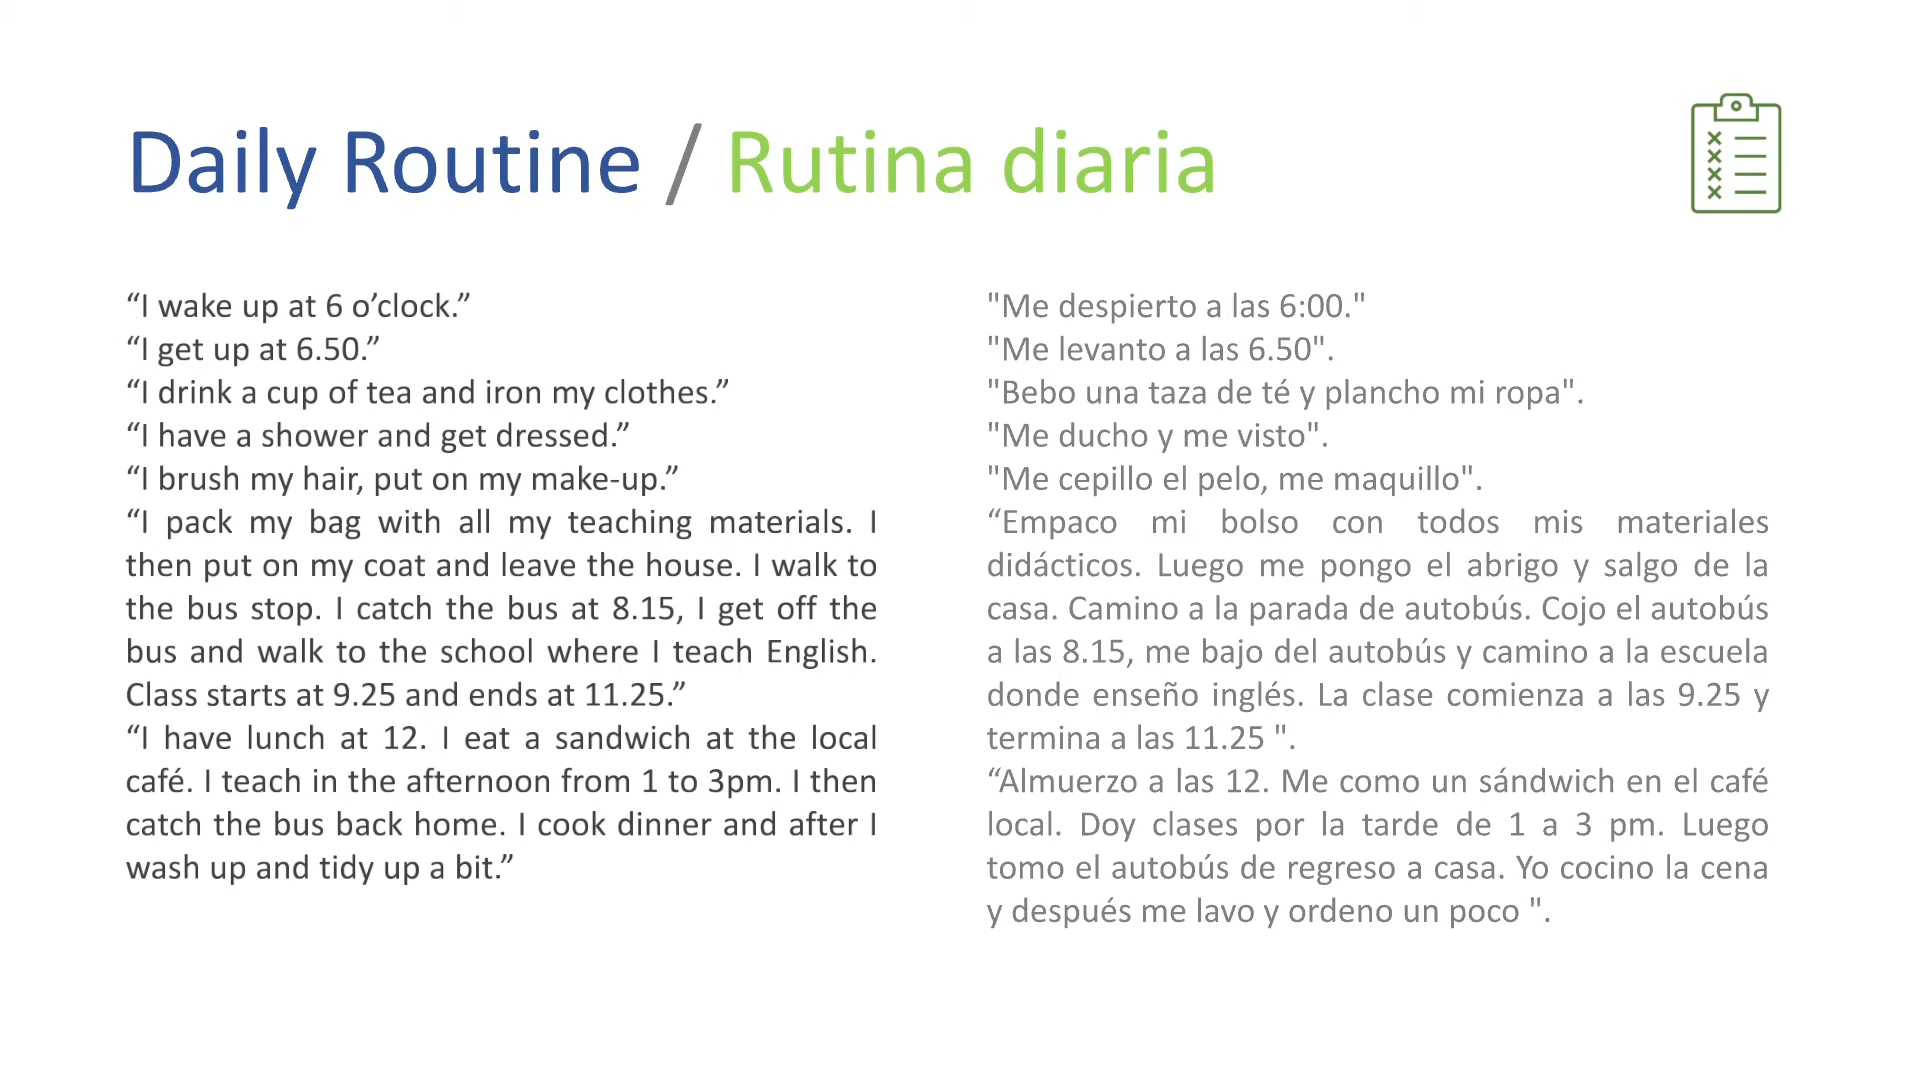 Daily Routine / Rutina diaria
“I wake up at 6 o’clock.”
“I get up at 6.50.”
“I drink a cup of tea and iron my clothes.”
“I have a shower and get dressed.”
“I brush my hair, put on my make-up.”
“I pack my bag with all my teaching materials. I
then put on my coat and leave the house. I walk to
the bus stop. I catch the bus at 8.15, I get off the
bus and walk to the school where I teach English.
Class starts at 9.25 and ends at 11.25.”
“I have lunch at 12. I eat a sandwich at the local
café. I teach in the afternoon from 1 to 3pm. I then
catch the bus back home. I cook dinner and after I
wash up and tidy up a bit.”
"Me despierto a las 6:00."
"Me levanto a las 6.50".
"Bebo una taza de té y plancho mi ropa".
"Me ducho y me visto".
"Me cepillo el pelo, me maquillo".
“Empaco mi bolso con todos mis materiales
didácticos. Luego me pongo el abrigo y salgo de la
casa. Camino a la parada de autobús. Cojo el autobús
a las 8.15, me bajo del autobús y camino a la escuela
donde enseño inglés. La clase comienza a las 9.25 y
termina a las 11.25 ".
“Almuerzo a las 12. Me como un sándwich en el café
local. Doy clases por la tarde de 1 a 3 pm. Luego
tomo el autobús de regreso a casa. Yo cocino la cena
y después me lavo y ordeno un poco ".